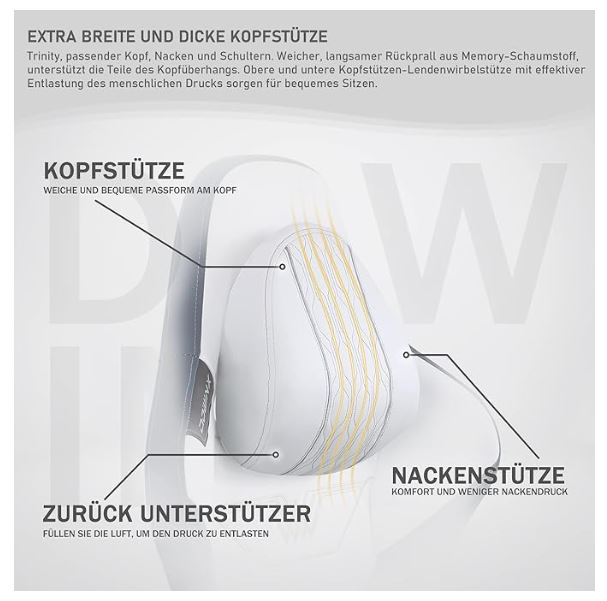 EXTRA BREITE UND DICKE KOPFSTÜTZE
Trinity, passender Kopf, Nacken und Schultern. Weicher, langsamer Rückprall aus Memory-Schaumstoff,
unterstützt die Teile des Kopfüberhangs. Obere und untere Kopfstützen-Lendenwirbelstütze mit effektiver
Entlastung des menschlichen Drucks sorgen für bequemes Sitzen.
KOPFSTÜTZE
WEICHE UND BEQUEME PASSFORM AM KOPF
NACKENSTÜTZE
KOMFORT UND WENIGER NACKENDRUCK
ZURÜCK UNTERSTÜTZER
FÜLLEN SIE DIE LUFT, UM DEN DRUCK ZU ENTLASTEN